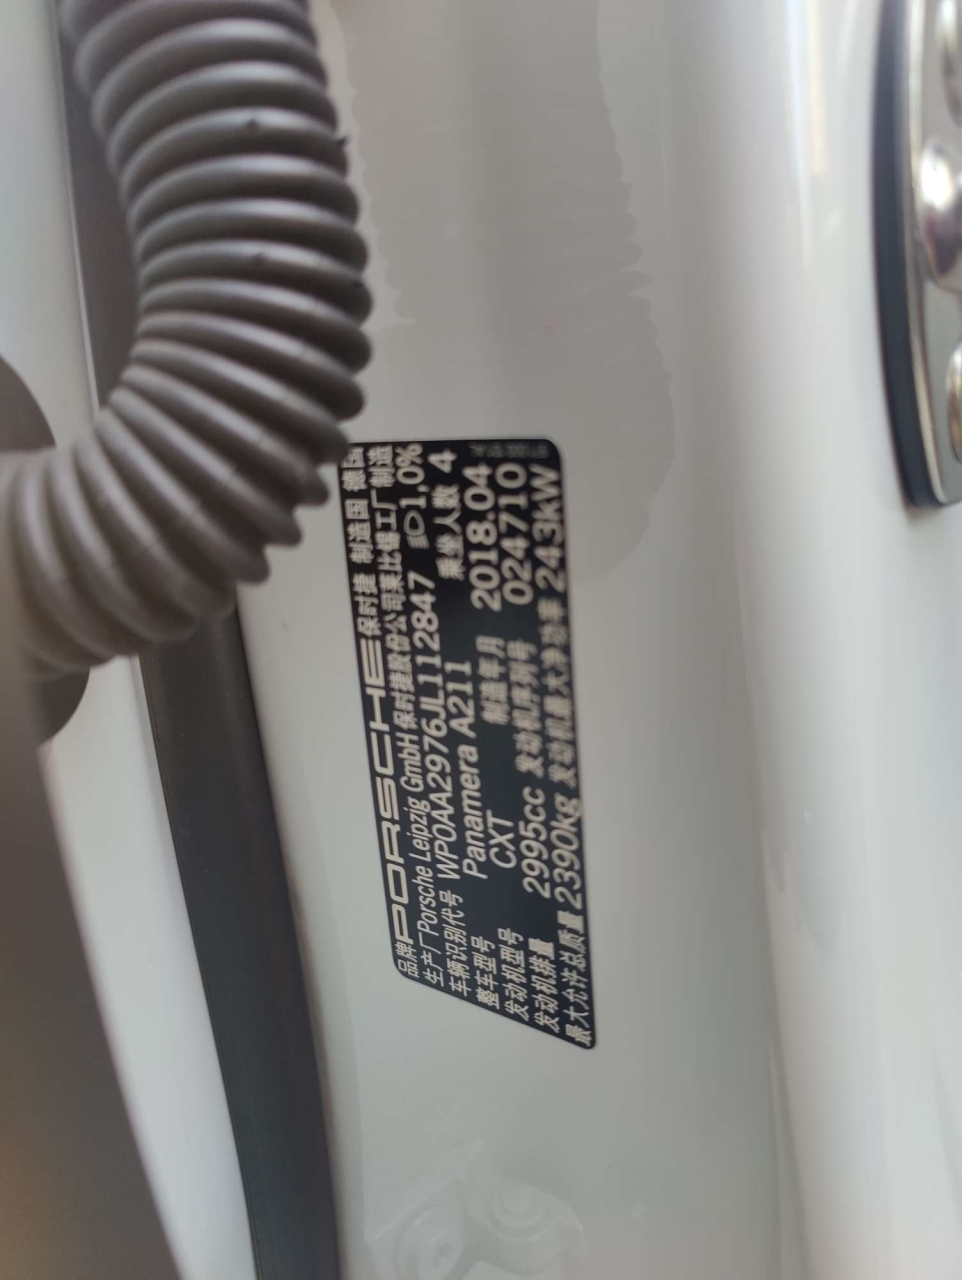 品牌 PORSCHE 保时捷 制造国 德国
生产厂 Porsche Leipzig GmbH 保时捷股份公司莱比锡工厂制造
车辆识别代号 WP0AA2976JL112847 1,0%
整车型号 Panamera A211 乘坐人数 4
发动机型号 CXT 制造年月 2018.04
发动机排量 2995cc 发动机序列号 024710
最大允许总质量 2390kg 发动机最大净功率 243kW